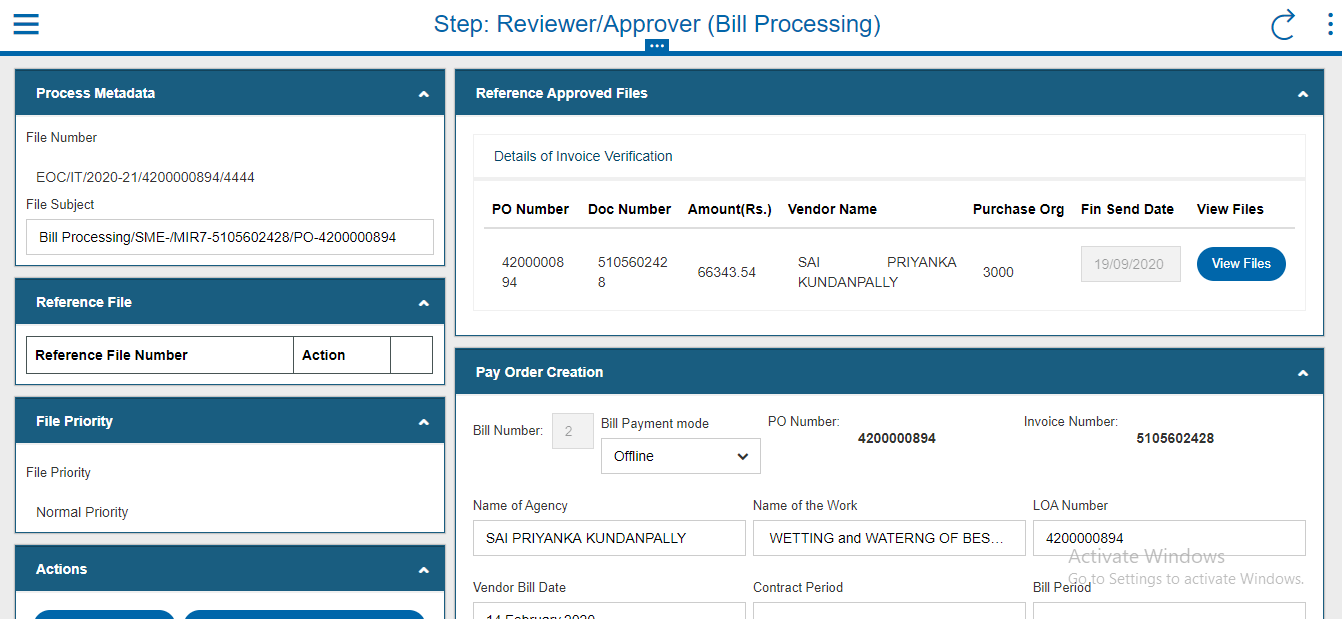 Step: Reviewer/Approver (Bill Processing)
Process Metadata
File Number
EOC/IT/2020-21/4200000894/4444
File Subject
Bill Processing/SME-/MIR7-5105602428/PO-4200000894
Reference File
Reference File Number Action
File Priority
File Priority
Normal Priority
Actions
Reference Approved Files
Details of Invoice Verification
PO Number Doc Number Amount(Rs.) Vendor Name Purchase Org Fin Send Date View Files
42000008 510560242 66343.54 SAI PRIYANKA 3000 19/09/2020 View Files
94 8 KUNDANPALLY
Pay Order Creation
Bill Number: 2 Bill Payment mode PO Number: Invoice Number:
Offline 4200000894 5105602428
Name of Agency Name of the Work LOA Number
SAI PRIYANKA KUNDANPALLY WETTING and WATERNG OF BES... 4200000894
Activate Windows
Go to Settings to activate Windows.
Vendor Bill Date Contract Period Bill Period
14 February 2020